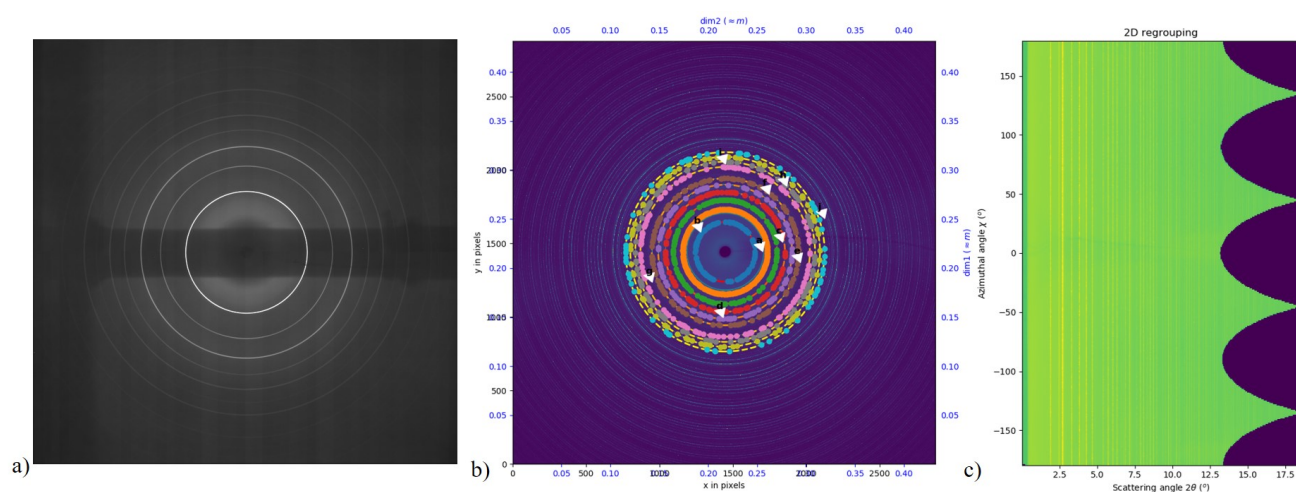 a)
b)
dim2 (≈ m)
0.05 0.10 0.15 0.20 0.25 0.30 0.35 0.40
0.40
2500
0.35
0.30
0.25
y in pixels
1500
0.20
0.15
0.10
500
0.05
0
0.40
0.35
0.30
0.25
dim1 (≈ m)
0.20
0.15
0.10
0.05
b
d
e
g
0 500 1500 2500
0.05 0.10 0.20 0.25 0.35 0.40
x in pixels
c)
2D regrouping
150
100
50
0
−50
−100
−150
Azimuthal angle χ (°)
2.5 5.0 7.5 10.0 12.5 15.0 17.5
Scattering angle 2θ (°)